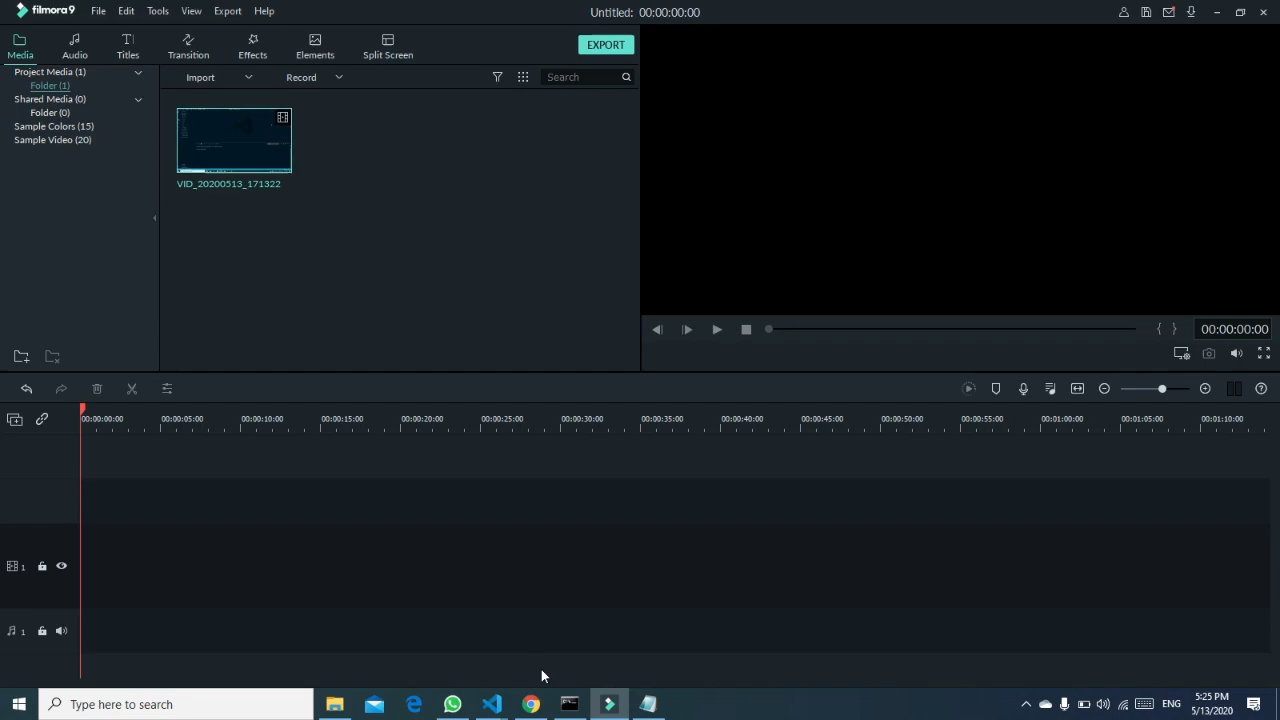 filmora9 File Edit Tools View Export Help Untitled: 00:00:00:00
Media Audio Titles Transition Effects Elements Split Screen EXPORT
Project Media (1)
Folder (1)
Shared Media (0)
Folder (0)
Sample Colors (15)
Sample Video (20)
Import Record Search
VID_20200513_171322
00:00:00:00
00:00:00:00 00:00:05:00 00:00:10:00 00:00:15:00 00:00:20:00 00:00:25:00 00:00:30:00 00:00:35:00 00:00:40:00 00:00:45:00 00:00:50:00 00:00:55:00 00:01:00:00 00:01:05:00 00:01:10:00
1
1
Type here to search
ENG
5:25 PM
5/13/2020